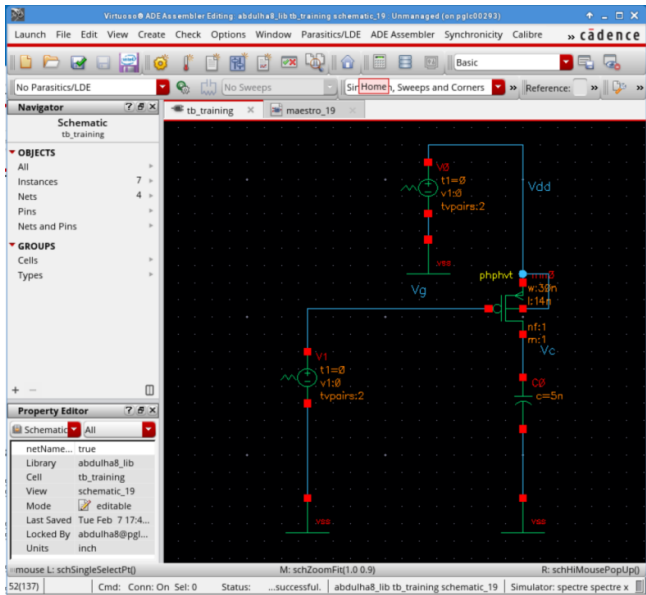 Virtuoso® ADE Assembler Editing: abdulha8_lib tb_training schematic_19 : Unmanaged (on pglc00293)
Launch File Edit View Create Check Options Window Parasitics/LDE ADE Assembler Synchronicity Calibre » cādence
Basic
No Parasitics/LDE No Sweeps Sin Home , Sweeps and Corners » Reference: » »
Navigator ? X
tb_training maestro_19
Schematic
tb_training
OBJECTS
All
Instances 7
Nets 4
Pins
Nets and Pins
GROUPS
Cells
Types
+ −
Property Editor ? X
Schematic All
netName... true
Library abdulha8_lib
Cell tb_training
View schematic_19
Mode editable
Last Saved Tue Feb 7 17:4...
Locked By abdulha8@pgl...
Units inch
V0
t1=0
v1:0
tvpairs:2
Vdd
vss
phphvt
w:30n
l:14n
nf:1
m:1
Vg
Vc
V1
t1=0
v1:0
tvpairs:2
C0
c=5n
vss
vss
mouse L: schSingleSelectPt() M: schZoomFit(1.0 0.9) R: schHiMousePopUp()
52(137) Cmd: Conn: On Sel: 0 Status: ...successful. abdulha8_lib tb_training schematic_19 Simulator: spectre spectre x